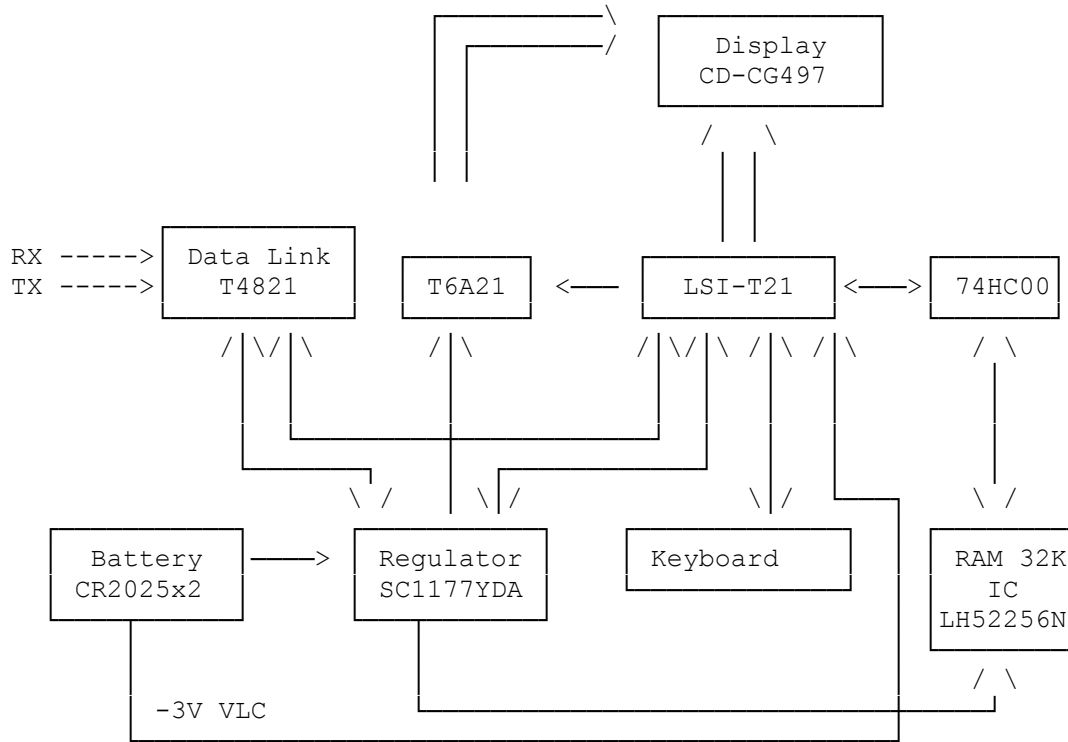 Display
CD-CG497
RX -----> Data Link
TX -----> T4821
T6A21
LSI-T21
74HC00
Battery
CR2025x2
Regulator
SC1177YDA
Keyboard
RAM 32K
IC
LH52256N
-3V VLC